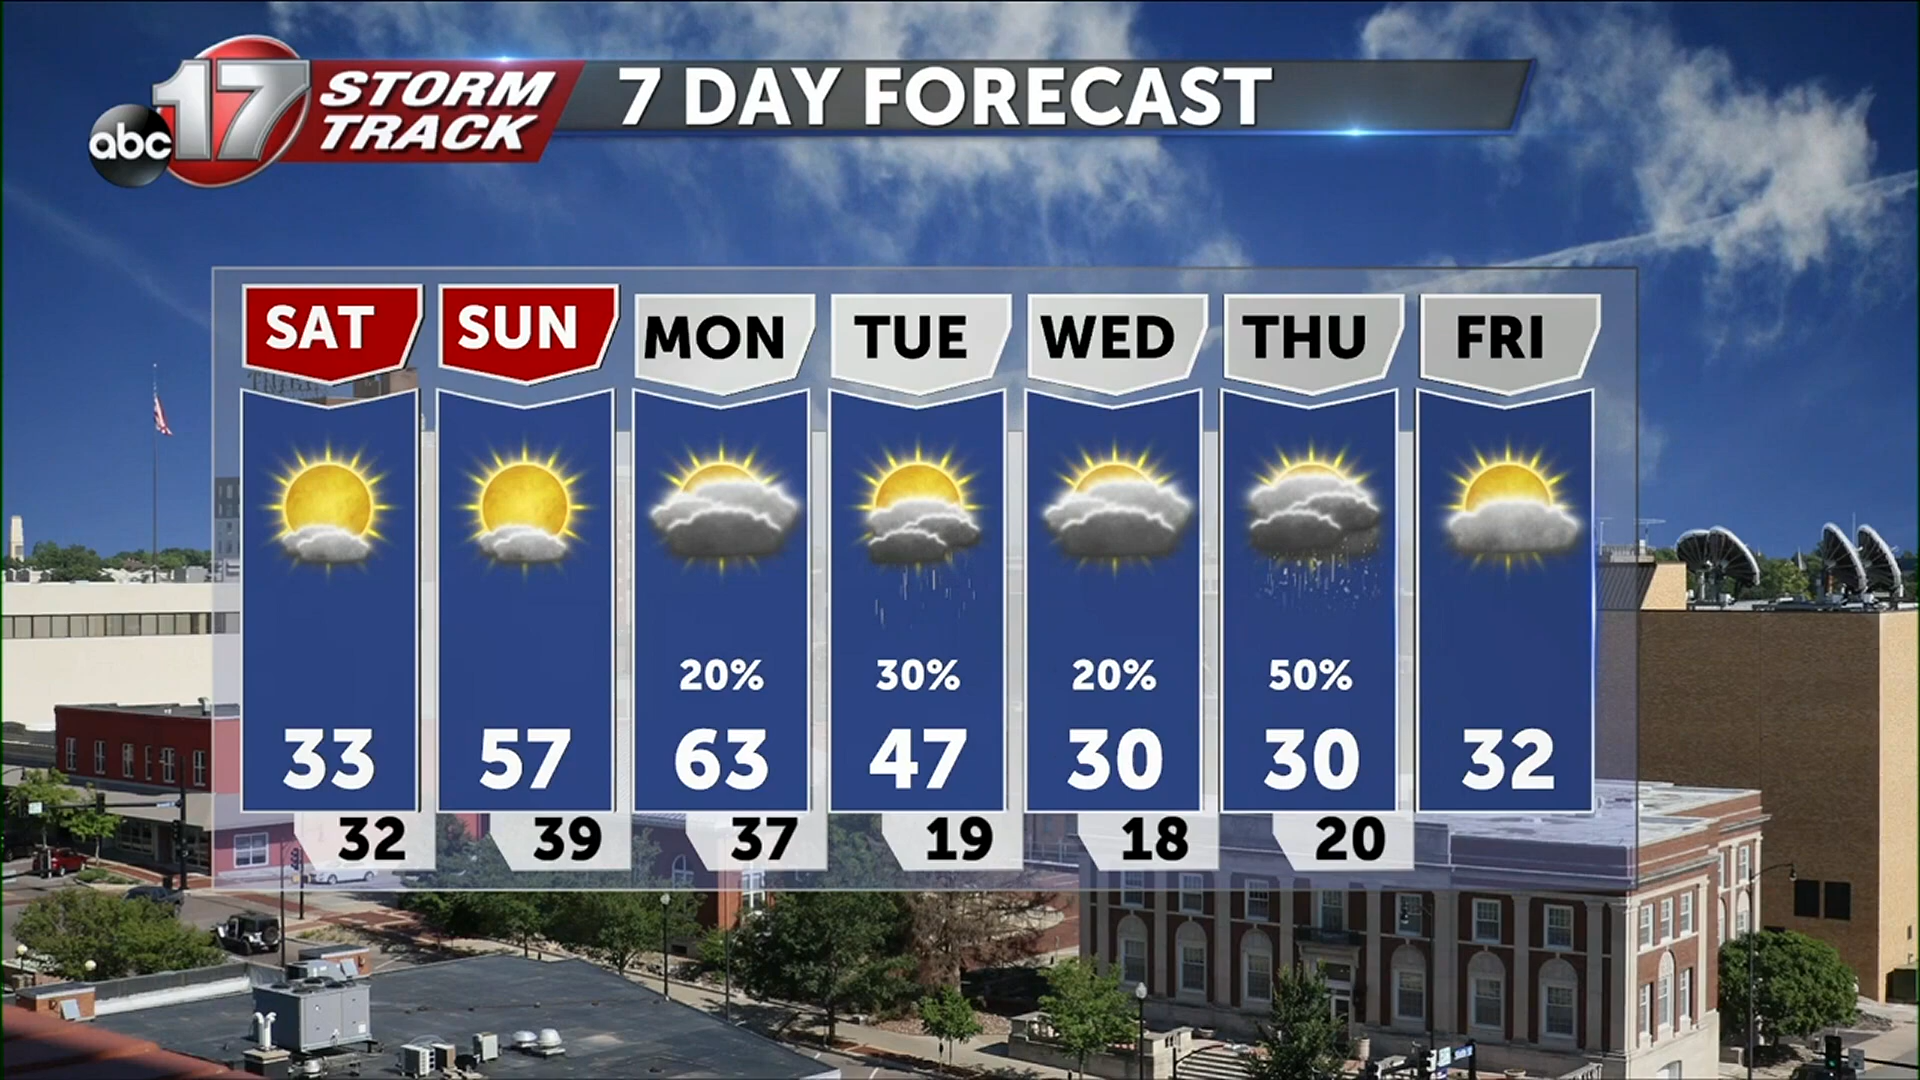 abc 17 STORM TRACK
7 DAY FORECAST
SAT SUN MON TUE WED THU FRI
20% 30% 20% 50%
33 57 63 47 30 30 32
32 39 37 19 18 20